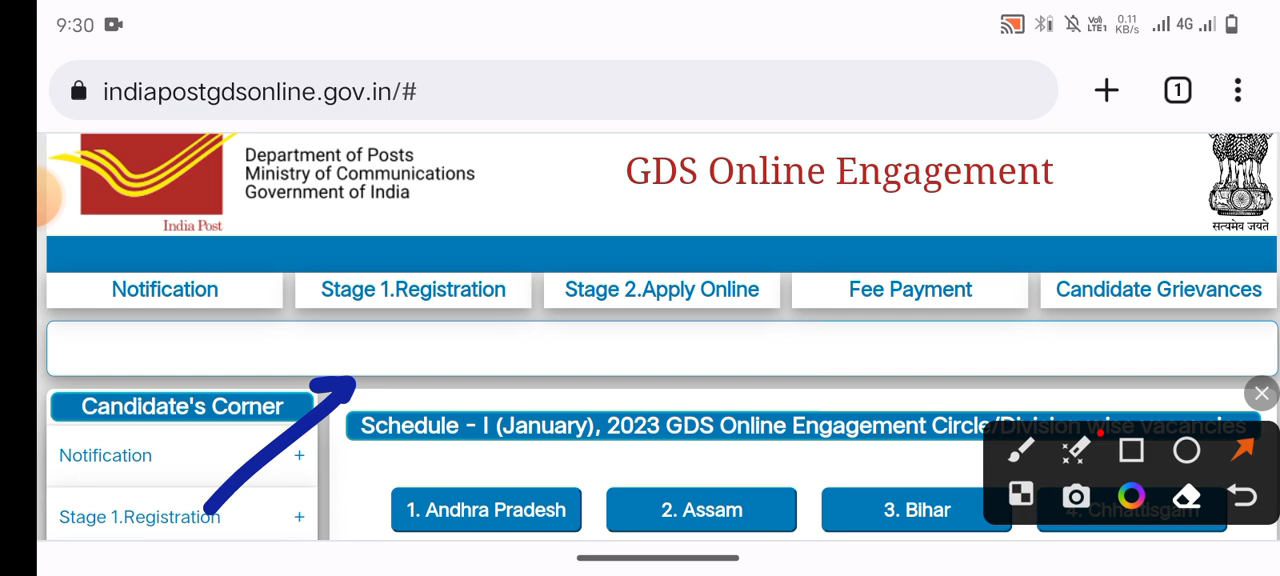 9:30
Vo)) LTE1 0.11 KB/s 4G
indiapostgdsonline.gov.in/#
1
Department of Posts
Ministry of Communications
Government of India
India Post
GDS Online Engagement
सत्यमेव जयते
Notification
Stage 1.Registration
Stage 2.Apply Online
Fee Payment
Candidate Grievances
Candidate's Corner
Notification +
Stage 1.Registration +
Schedule - I (January), 2023 GDS Online Engagement Circle/Division wise vacancies
1. Andhra Pradesh
2. Assam
3. Bihar
4. Chhattisgarh